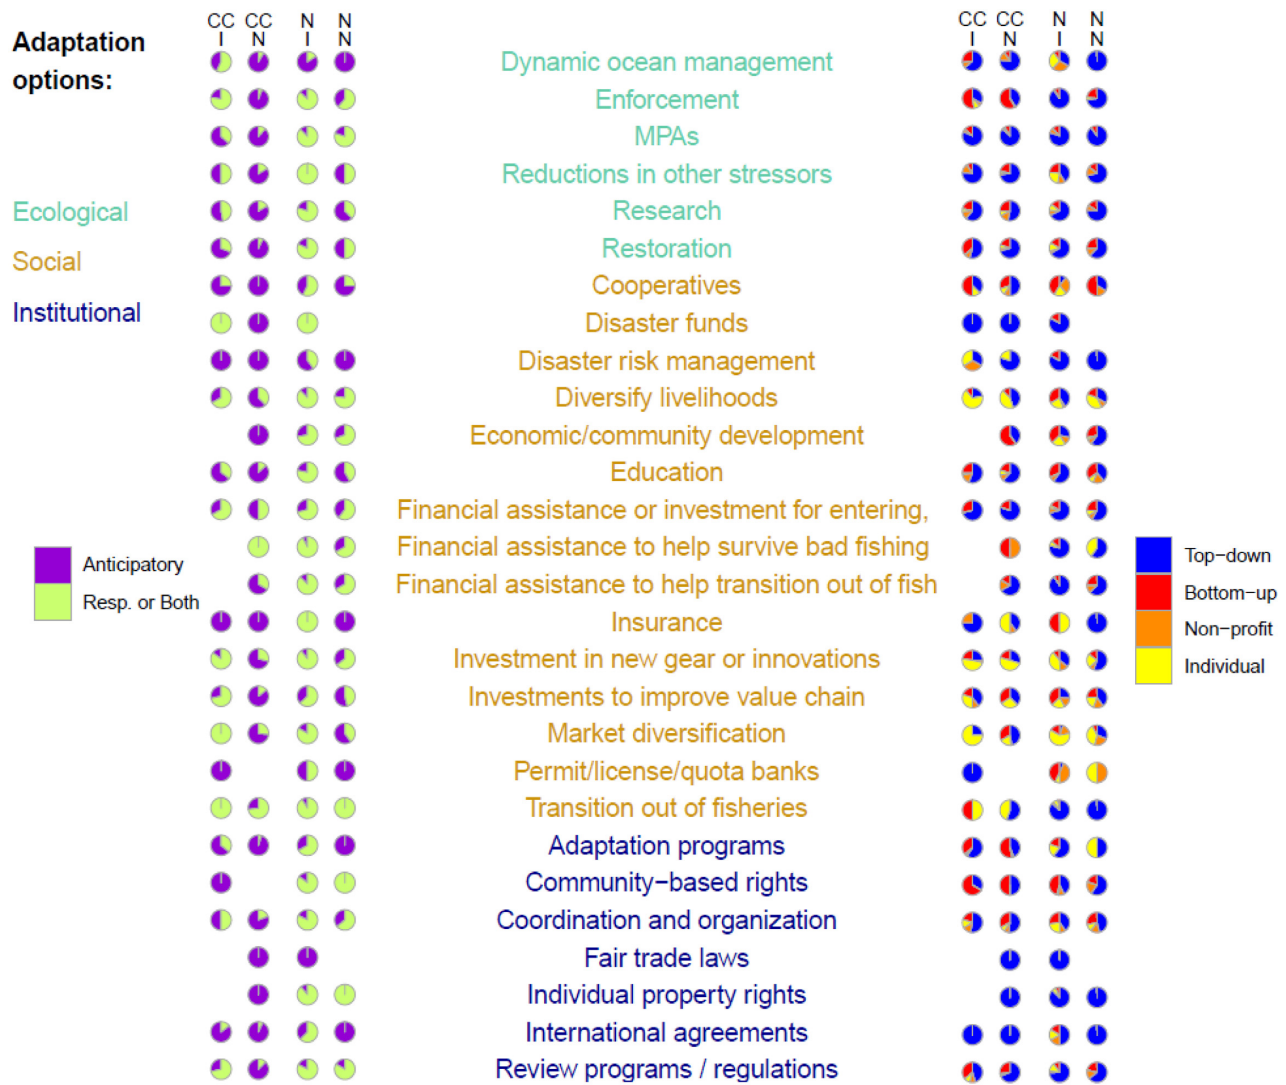 CC CC N N CC CC N N
I N I N I N I N
Adaptation
options:
Dynamic ocean management
Enforcement
MPAs
Reductions in other stressors
Ecological
Research
Social
Restoration
Cooperatives
Institutional
Disaster funds
Disaster risk management
Diversify livelihoods
Economic/community development
Education
Financial assistance or investment for entering,
Financial assistance to help survive bad fishing
Anticipatory
Top−down
Financial assistance to help transition out of fish
Resp. or Both
Bottom−up
Insurance
Non−profit
Investment in new gear or innovations
Individual
Investments to improve value chain
Market diversification
Permit/license/quota banks
Transition out of fisheries
Adaptation programs
Community−based rights
Coordination and organization
Fair trade laws
Individual property rights
International agreements
Review programs / regulations